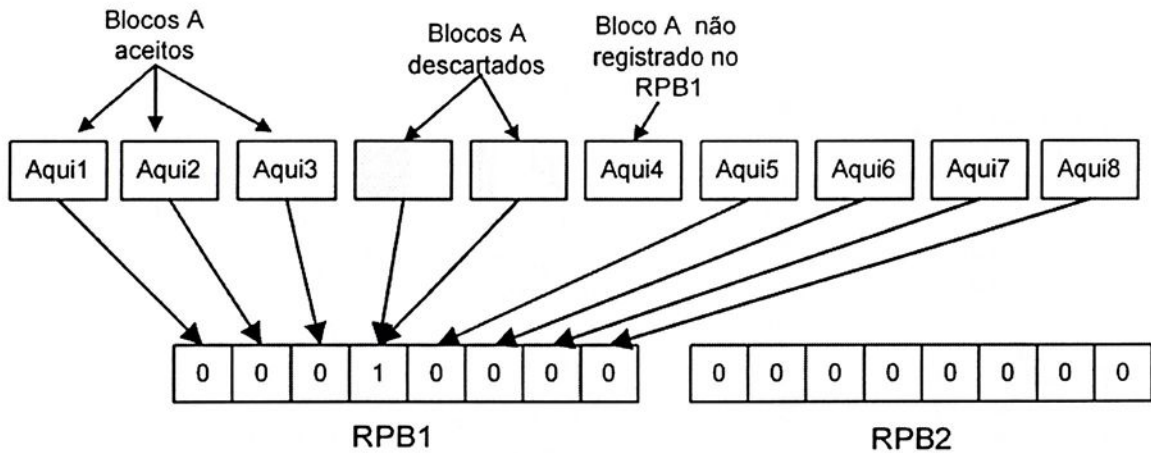 Blocos A
aceitos
Blocos A
descartados
Bloco A não
registrado no
RPB1
Aqui1 Aqui2 Aqui3 Aqui4 Aqui5 Aqui6 Aqui7 Aqui8
0 0 0 1 0 0 0 0 0 0 0 0 0 0 0 0
RPB1 RPB2